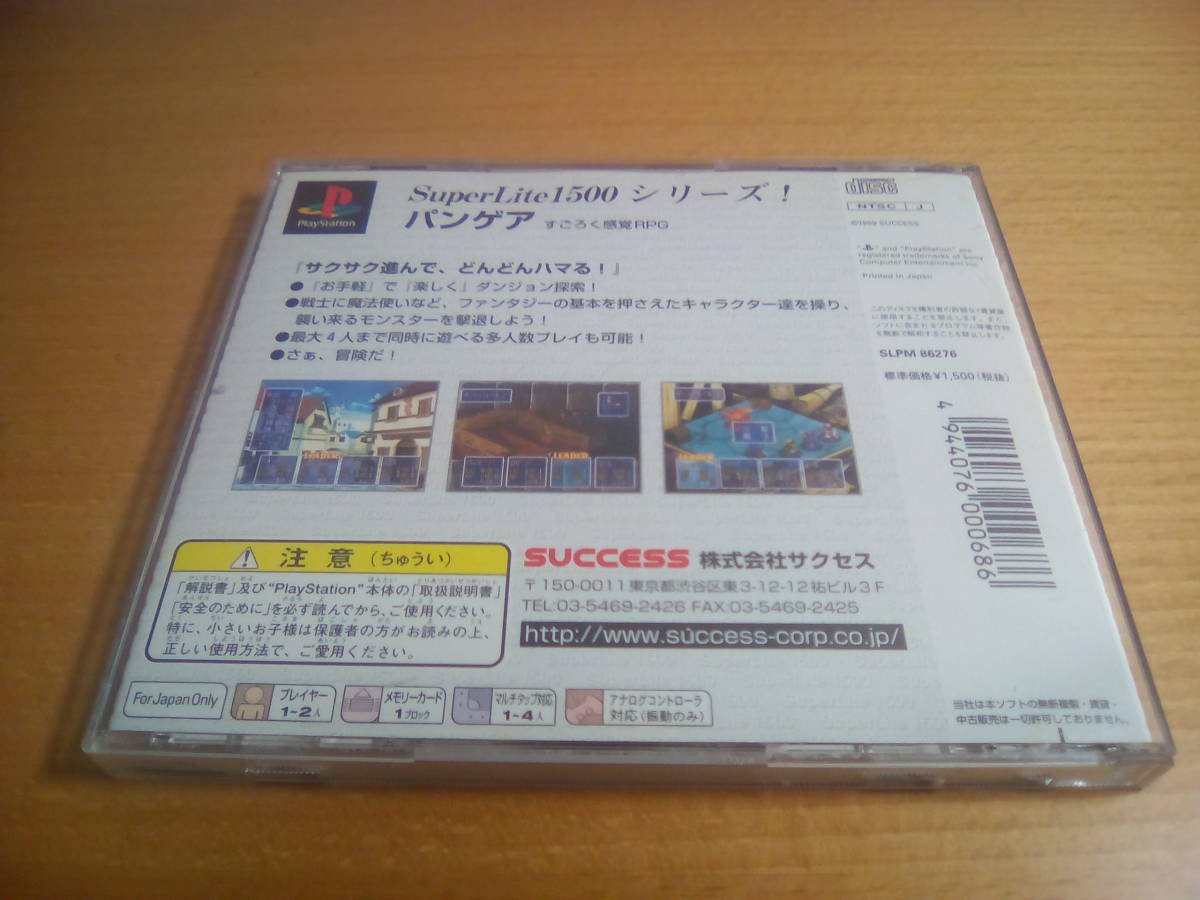 PlayStation
SuperLite1500 シリーズ！
パンゲア すごろく感覚RPG
『サクサク進んで、どんどんハマる！』
●『お手軽』で『楽しく』ダンジョン探索！
●戦士に魔法使いなど、ファンタジーの基本を押さえたキャラクター達を操り、
襲い来るモンスターを撃退しよう！
●最大4人まで同時に遊べる多人数プレイも可能！
●さぁ、冒険だ！
LEADER
LEADER
注意（ちゅうい）
「解説書」及び"PlayStation"本体の「取扱説明書」
「安全のために」を必ず読んでから、ご使用ください。
特に、小さいお子様は保護者の方がお読みの上、
正しい使用方法で、ご愛用ください。
SUCCESS 株式会社サクセス
〒150-0011東京都渋谷区東3-12-12祐ビル3F
TEL:03-5469-2426 FAX:03-5469-2425
http://www.success-corp.co.jp/
For Japan Only
プレイヤー
1~2人
メモリーカード
1ブロック
マルチタップ対応
1~4人
アナログコントローラ
対応（振動のみ）
disc
NTSC J
©1999 SUCCESS
" " and "PlayStation" are
registered trademarks of Sony
Computer Entertainment Inc.
Printed in Japan
SLPM 86276
標準価格¥1,500（税抜）
4 944076 000686
当社は本ソフトの無断複製・賃貸・
中古販売は一切許可しておりません。